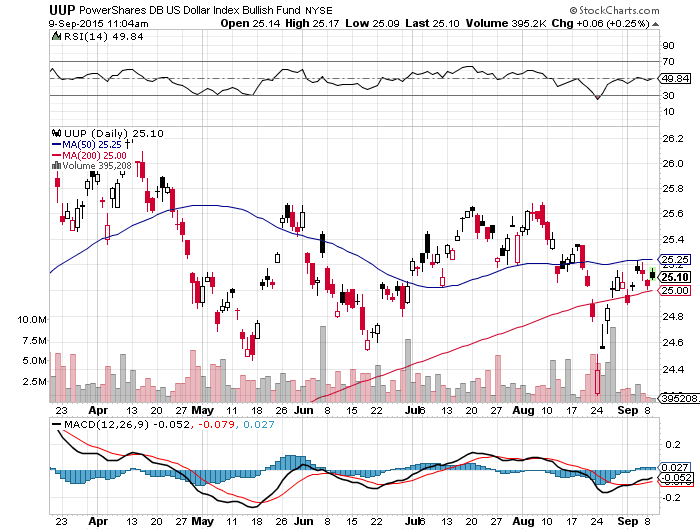 UUP PowerShares DB US Dollar Index Bullish Fund NYSE © StockCharts.com
9-Sep-2015 11:04am Open 25.14 High 25.17 Low 25.09 Last 25.10 Volume 395.2K Chg +0.06 (+0.25%)
RSI(14) 49.84
90
70
49.84
30
10
UUP (Daily) 25.10
MA(50) 25.25
MA(200) 25.00
Volume 395,208
26.2
26.0
25.8
25.6
25.4
25.25
25.2
25.10
25.00
24.8
24.6
24.4
395208
10.0M
7.5M
5.0M
2.5M
23 Apr 6 13 20 27 May 11 18 26 Jun 8 15 22 Jul 6 13 20 27 Aug 10 17 24 Sep 8
MACD(12,26,9) -0.052, -0.079, 0.027
0.2
0.027
-0.052
-0.2
23 Apr 6 13 20 27 May 11 18 26 Jun 8 15 22 Jul 6 13 20 27 Aug 10 17 24 Sep 8